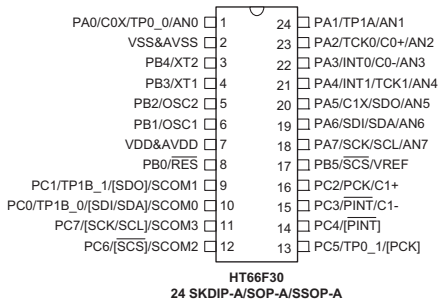 PA0/C0X/TP0_0/AN0 1 24 PA1/TP1A/AN1
VSS&AVSS 2 23 PA2/TCK0/C0+/AN2
PB4/XT2 3 22 PA3/INT0/C0-/AN3
PB3/XT1 4 21 PA4/INT1/TCK1/AN4
PB2/OSC2 5 20 PA5/C1X/SDO/AN5
PB1/OSC1 6 19 PA6/SDI/SDA/AN6
VDD&AVDD 7 18 PA7/SCK/SCL/AN7
PB0/RES 8 17 PB5/SCS/VREF
PC1/TP1B_1/[SDO]/SCOM1 9 16 PC2/PCK/C1+
PC0/TP1B_0/[SDI/SDA]/SCOM0 10 15 PC3/PINT/C1-
PC7/[SCK/SCL]/SCOM3 11 14 PC4/[PINT]
PC6/[SCS]/SCOM2 12 13 PC5/TP0_1/[PCK]
HT66F30
24 SKDIP-A/SOP-A/SSOP-A